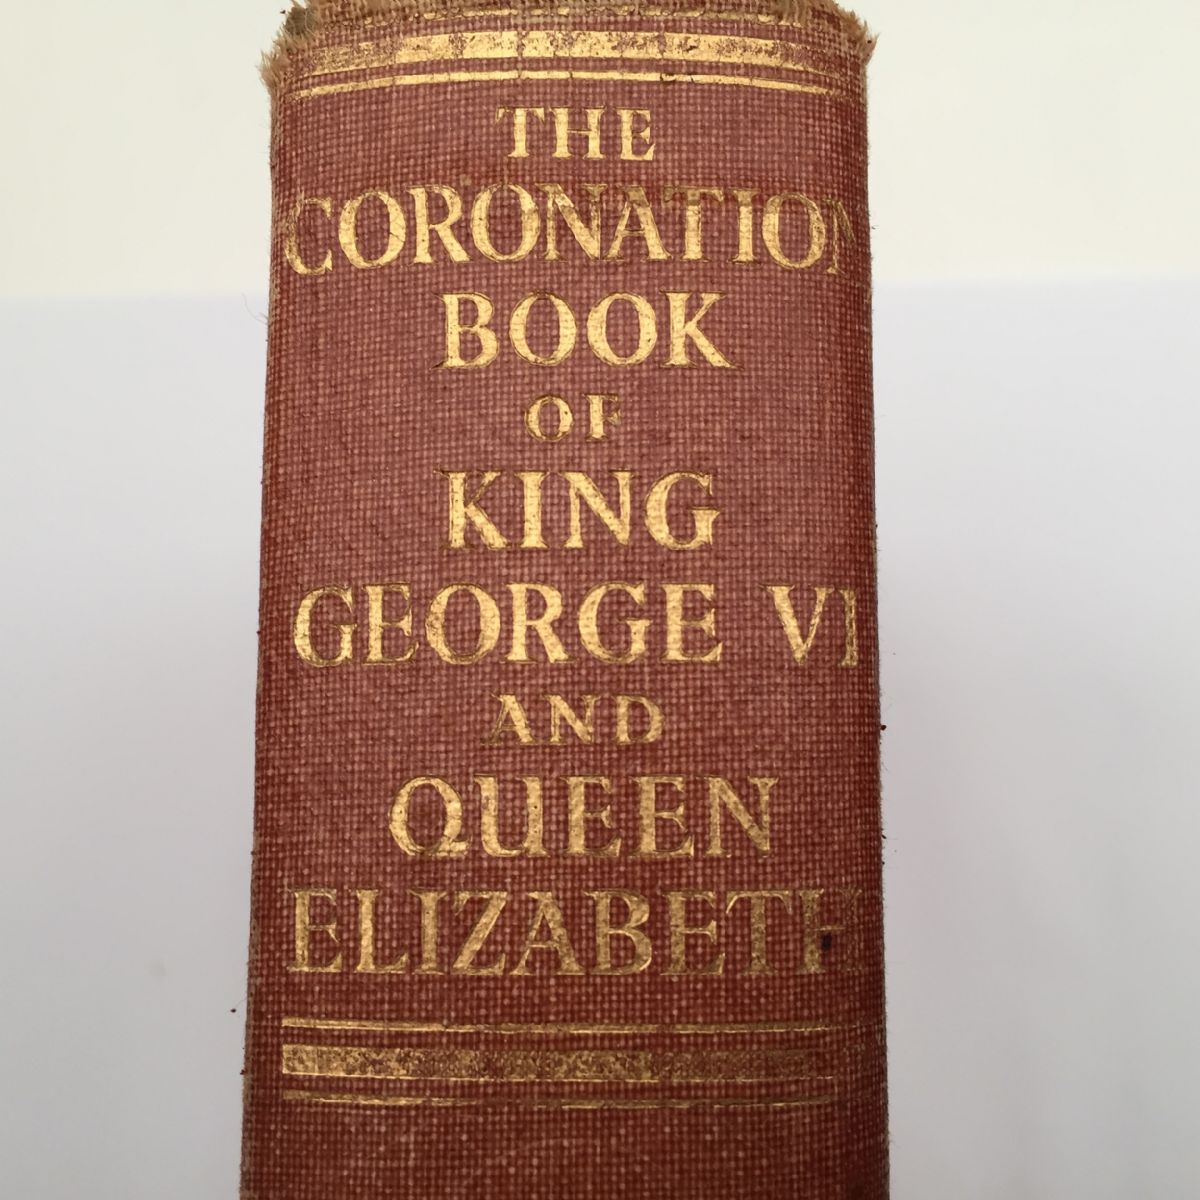 THE
CORONATION
BOOK
OF
KING
GEORGE VI
AND
QUEEN
ELIZABETH